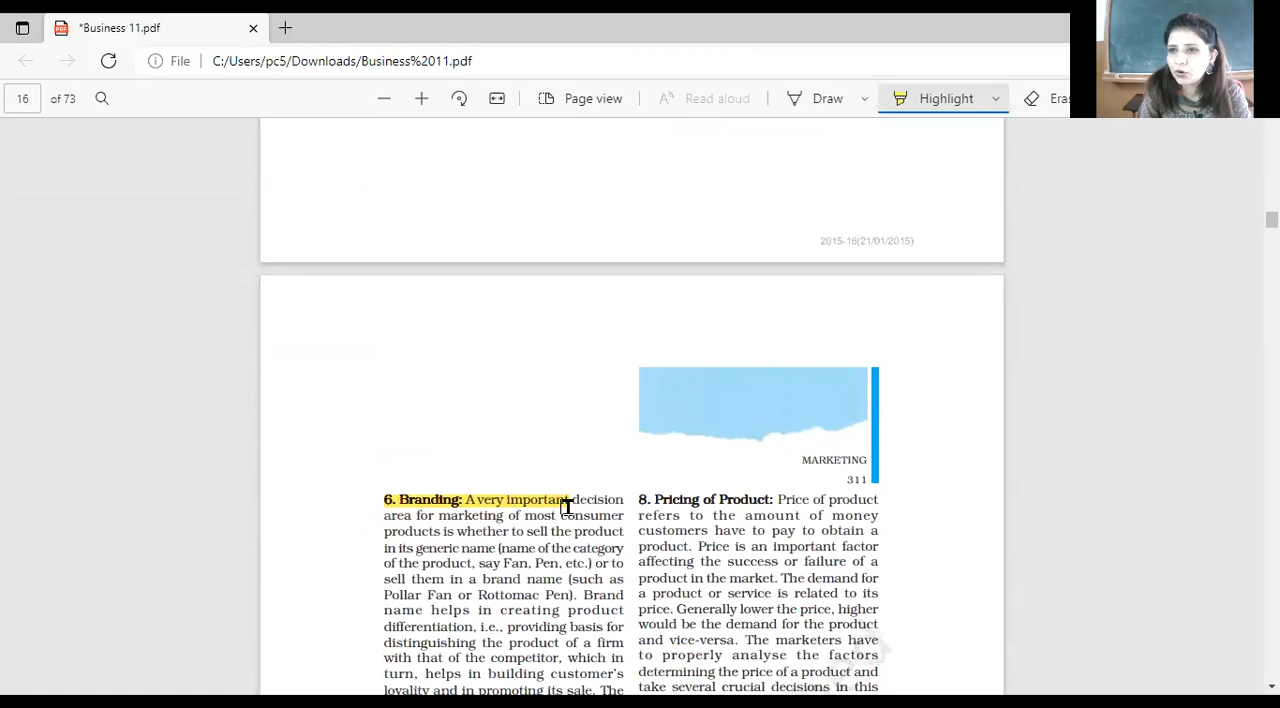 *Business 11.pdf
File
C:/Users/pc5/Downloads/Business%2011.pdf
16 of 73
Page view
Read aloud
Draw
Highlight
Eras
2015-16(21/01/2015)
MARKETING
311
6. Branding: A very important decision
area for marketing of most consumer
products is whether to sell the product
in its generic name (name of the category
of the product, say Fan, Pen, etc.) or to
sell them in a brand name (such as
Pollar Fan or Rottomac Pen). Brand
name helps in creating product
differentiation, i.e., providing basis for
distinguishing the product of a firm
with that of the competitor, which in
turn, helps in building customer's
loyality and in promoting its sale. The
8. Pricing of Product: Price of product
refers to the amount of money
customers have to pay to obtain a
product. Price is an important factor
affecting the success or failure of a
product in the market. The demand for
a product or service is related to its
price. Generally lower the price, higher
would be the demand for the product
and vice-versa. The marketers have
to properly analyse the factors
determining the price of a product and
take several crucial decisions in this